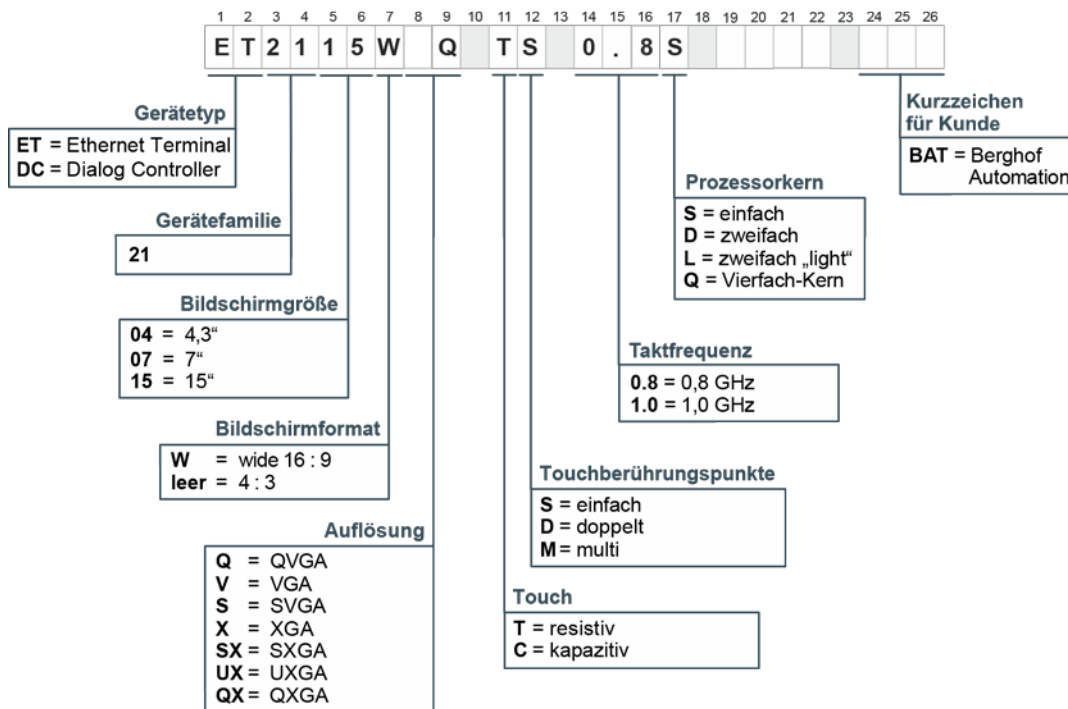 1 2 3 4 5 6 7 8 9 10 11 12 13 14 15 16 17 18 19 20 21 22 23 24 25 26
E T 2 1 1 5 W Q T S 0 . 8 S
Gerätetyp
ET = Ethernet Terminal
DC = Dialog Controller
Kurzzeichen
für Kunde
BAT = Berghof
Automation
Prozessorkern
S = einfach
D = zweifach
L = zweifach „light“
Q = Vierfach-Kern
Gerätefamilie
21
Bildschirmgröße
04 = 4,3“
07 = 7“
15 = 15“
Taktfrequenz
0.8 = 0,8 GHz
1.0 = 1,0 GHz
Bildschirmformat
W = wide 16 : 9
leer = 4 : 3
Touchberührungspunkte
S = einfach
D = doppelt
M = multi
Auflösung
Q = QVGA
V = VGA
S = SVGA
X = XGA
SX = SXGA
UX = UXGA
QX = QXGA
Touch
T = resistiv
C = kapazitiv